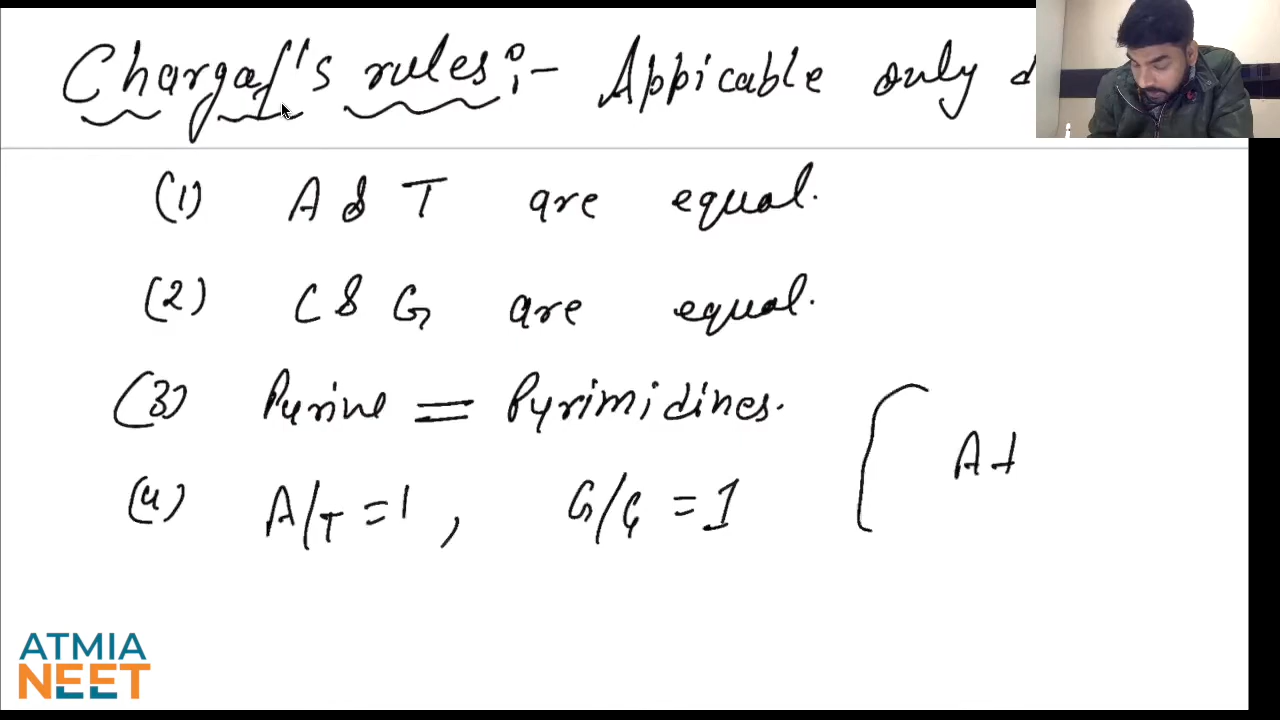 Chargaf's rules:- Appicable only d
(1) A & T are equal.
(2) C & G are equal.
(3) Purine = Pyrimidines.
(4) A/T = 1, G/C = 1
A +
ATMIA
NEET